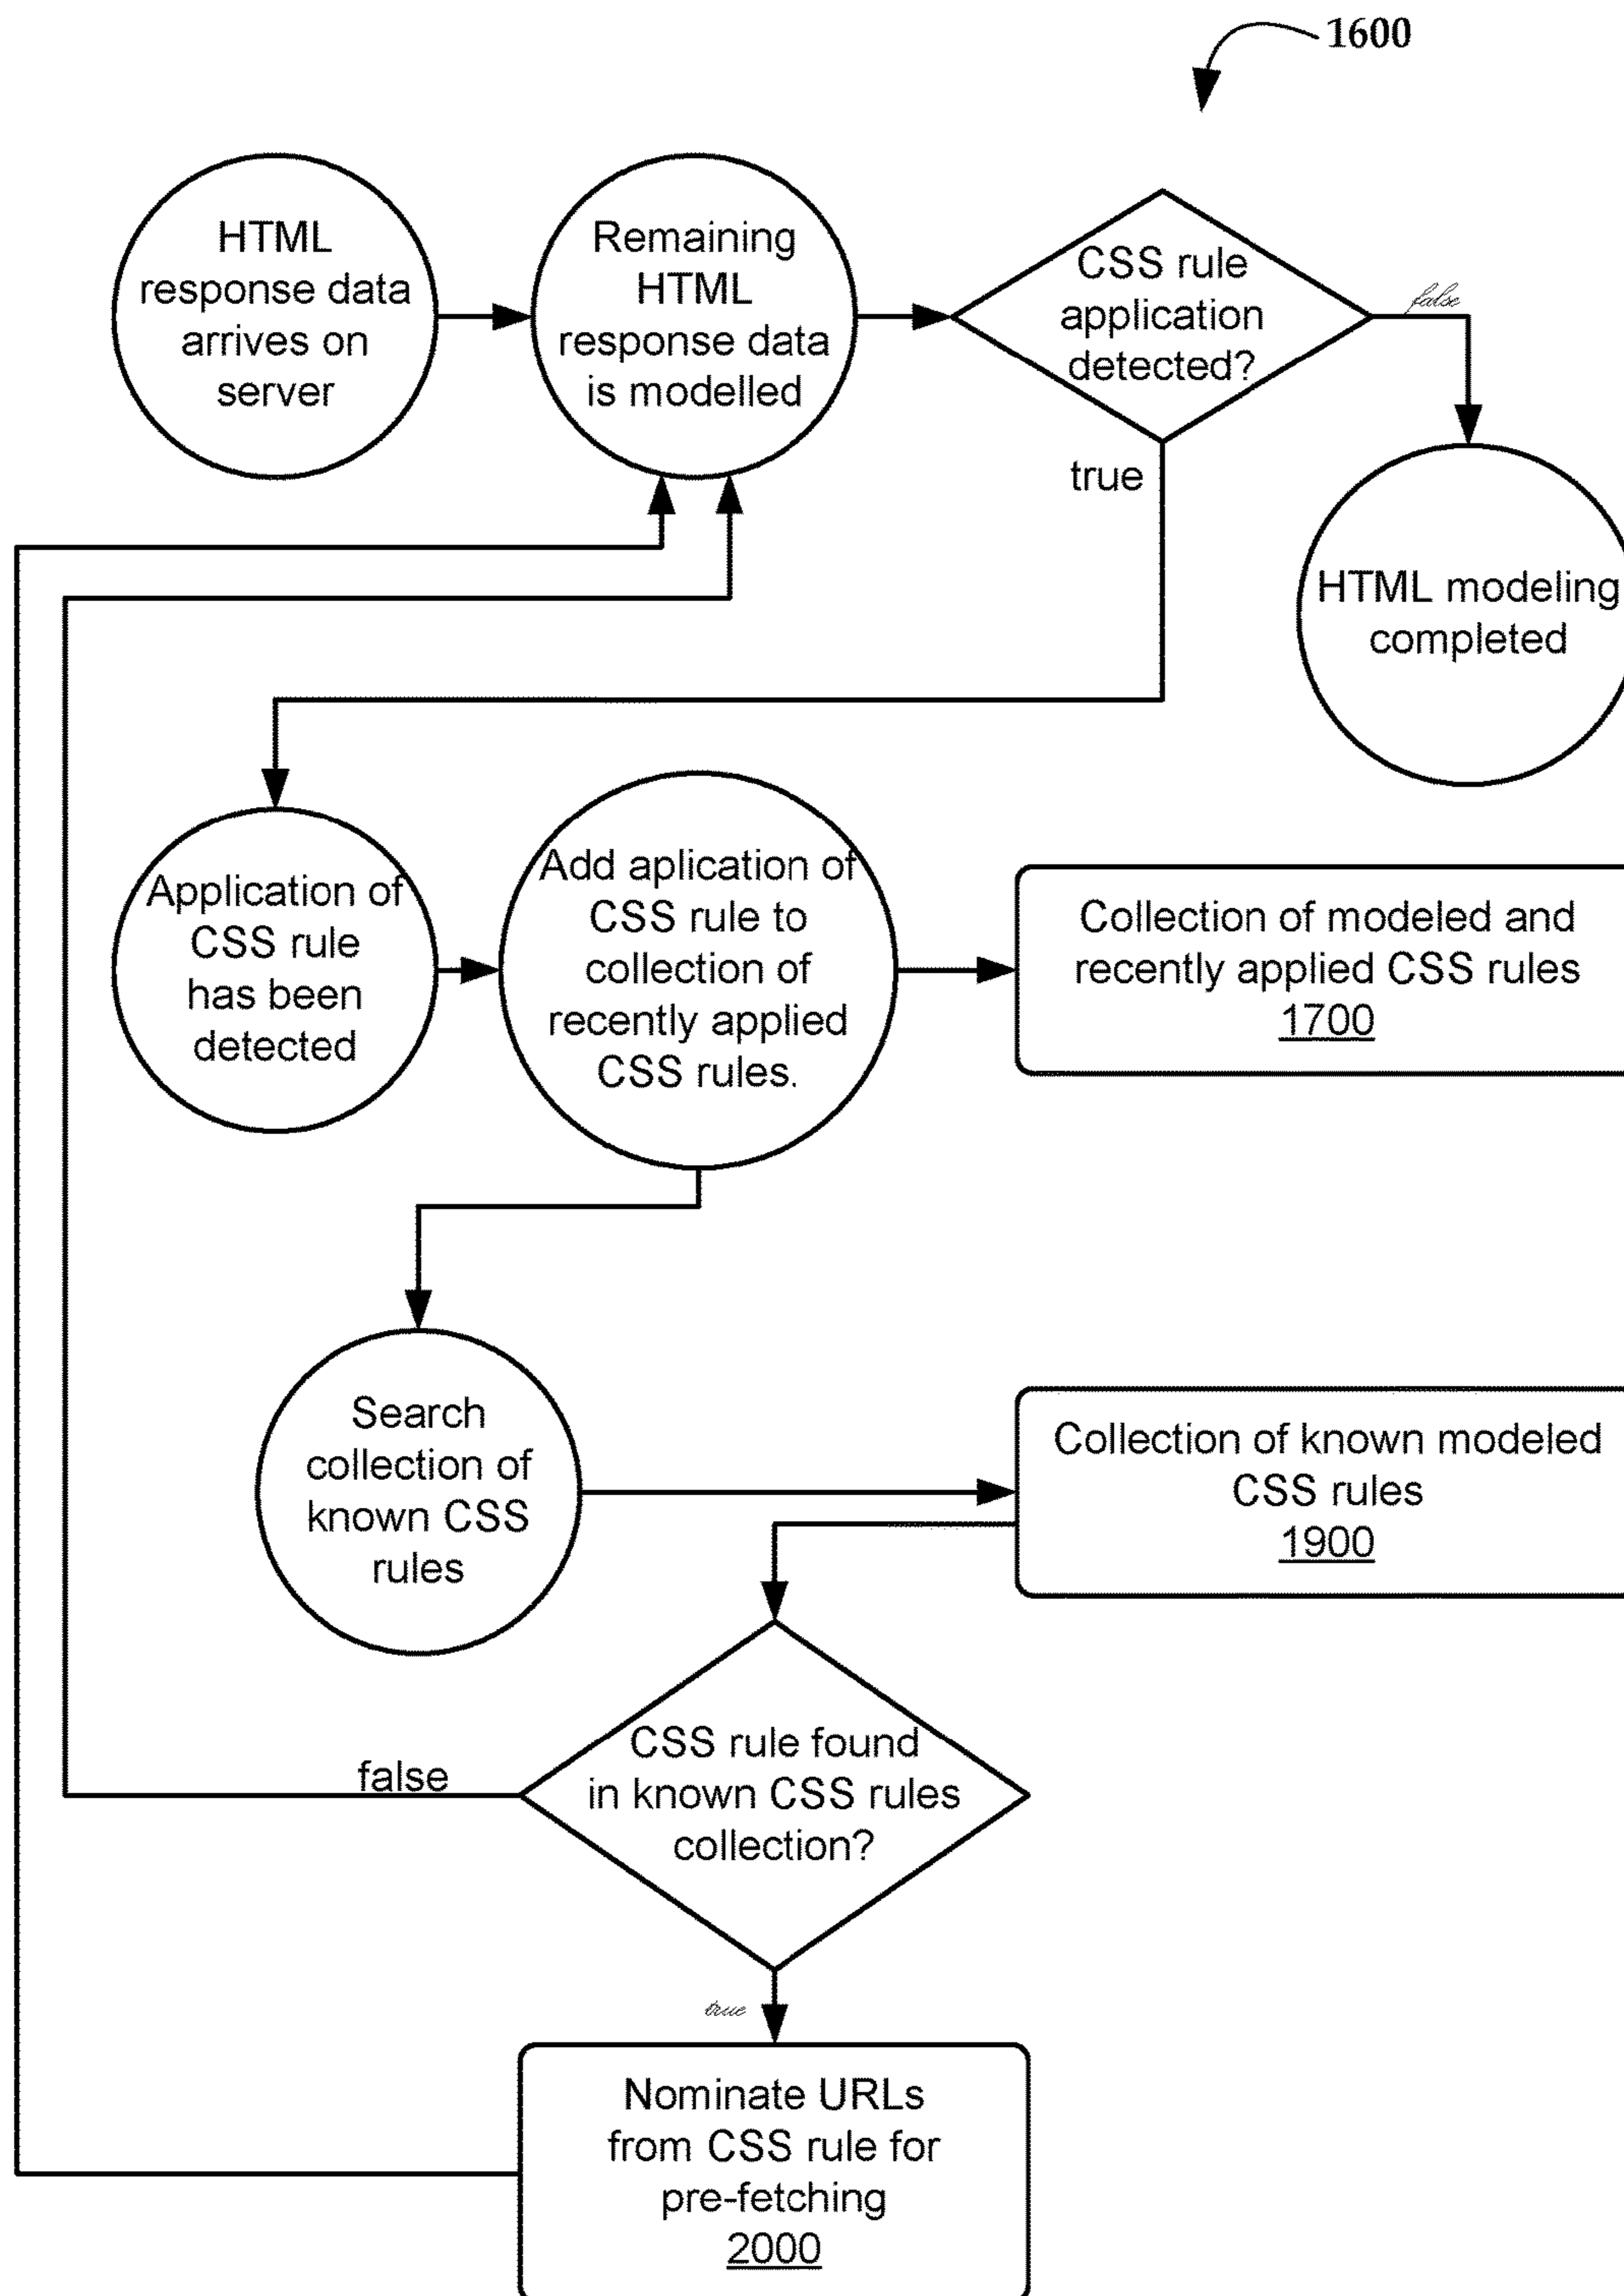 1600
HTML
response data
arrives on
server
Remaining
HTML
response data
is modelled
CSS rule
application
detected?
false
true
HTML modeling
completed
Application of
CSS rule
has been
detected
Add aplication of
CSS rule to
collection of
recently applied
CSS rules.
Collection of modeled and
recently applied CSS rules
1700
Search
collection of
known CSS
rules
Collection of known modeled
CSS rules
1900
CSS rule found
in known CSS rules
collection?
false
true
Nominate URLs
from CSS rule for
pre-fetching
2000